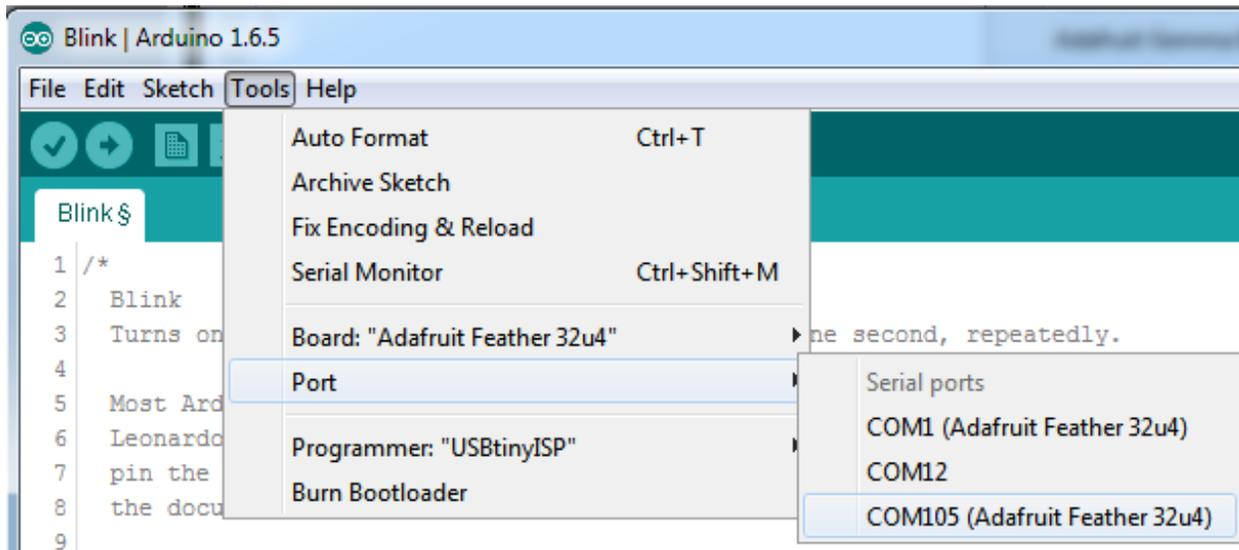 Blink | Arduino 1.6.5
File Edit Sketch Tools Help
Auto Format Ctrl+T
Archive Sketch
Fix Encoding & Reload
Serial Monitor Ctrl+Shift+M
Board: "Adafruit Feather 32u4"
Port
Programmer: "USBtinyISP"
Burn Bootloader
Serial ports
COM1 (Adafruit Feather 32u4)
COM12
COM105 (Adafruit Feather 32u4)
Blink §
1 /*
2 Blink
3 Turns on ne second, repeatedly.
4
5 Most Ard
6 Leonardo
7 pin the
8 the docu
9